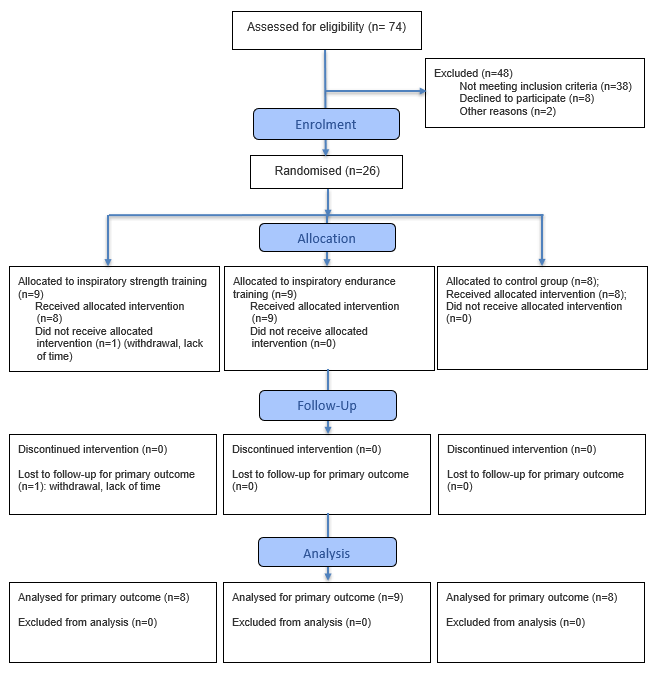 Assessed for eligibility (n= 74)
Excluded (n=48)
Not meeting inclusion criteria (n=38)
Declined to participate (n=8)
Other reasons (n=2)
Enrolment
Randomised (n=26)
Allocation
Allocated to inspiratory strength training
(n=9)
Received allocated intervention
(n=8)
Did not receive allocated
intervention (n=1) (withdrawal, lack
of time)
Allocated to inspiratory endurance
training (n=9)
Received allocated intervention
(n=9)
Did not receive allocated
intervention (n=0)
Allocated to control group (n=8);
Received allocated intervention (n=8);
Did not receive allocated intervention
(n=0)
Follow-Up
Discontinued intervention (n=0)
Lost to follow-up for primary outcome
(n=1): withdrawal, lack of time
Discontinued intervention (n=0)
Lost to follow-up for primary outcome
(n=0)
Discontinued intervention (n=0)
Lost to follow-up for primary outcome
(n=0)
Analysis
Analysed for primary outcome (n=8)
Excluded from analysis (n=0)
Analysed for primary outcome (n=9)
Excluded from analysis (n=0)
Analysed for primary outcome (n=8)
Excluded from analysis (n=0)